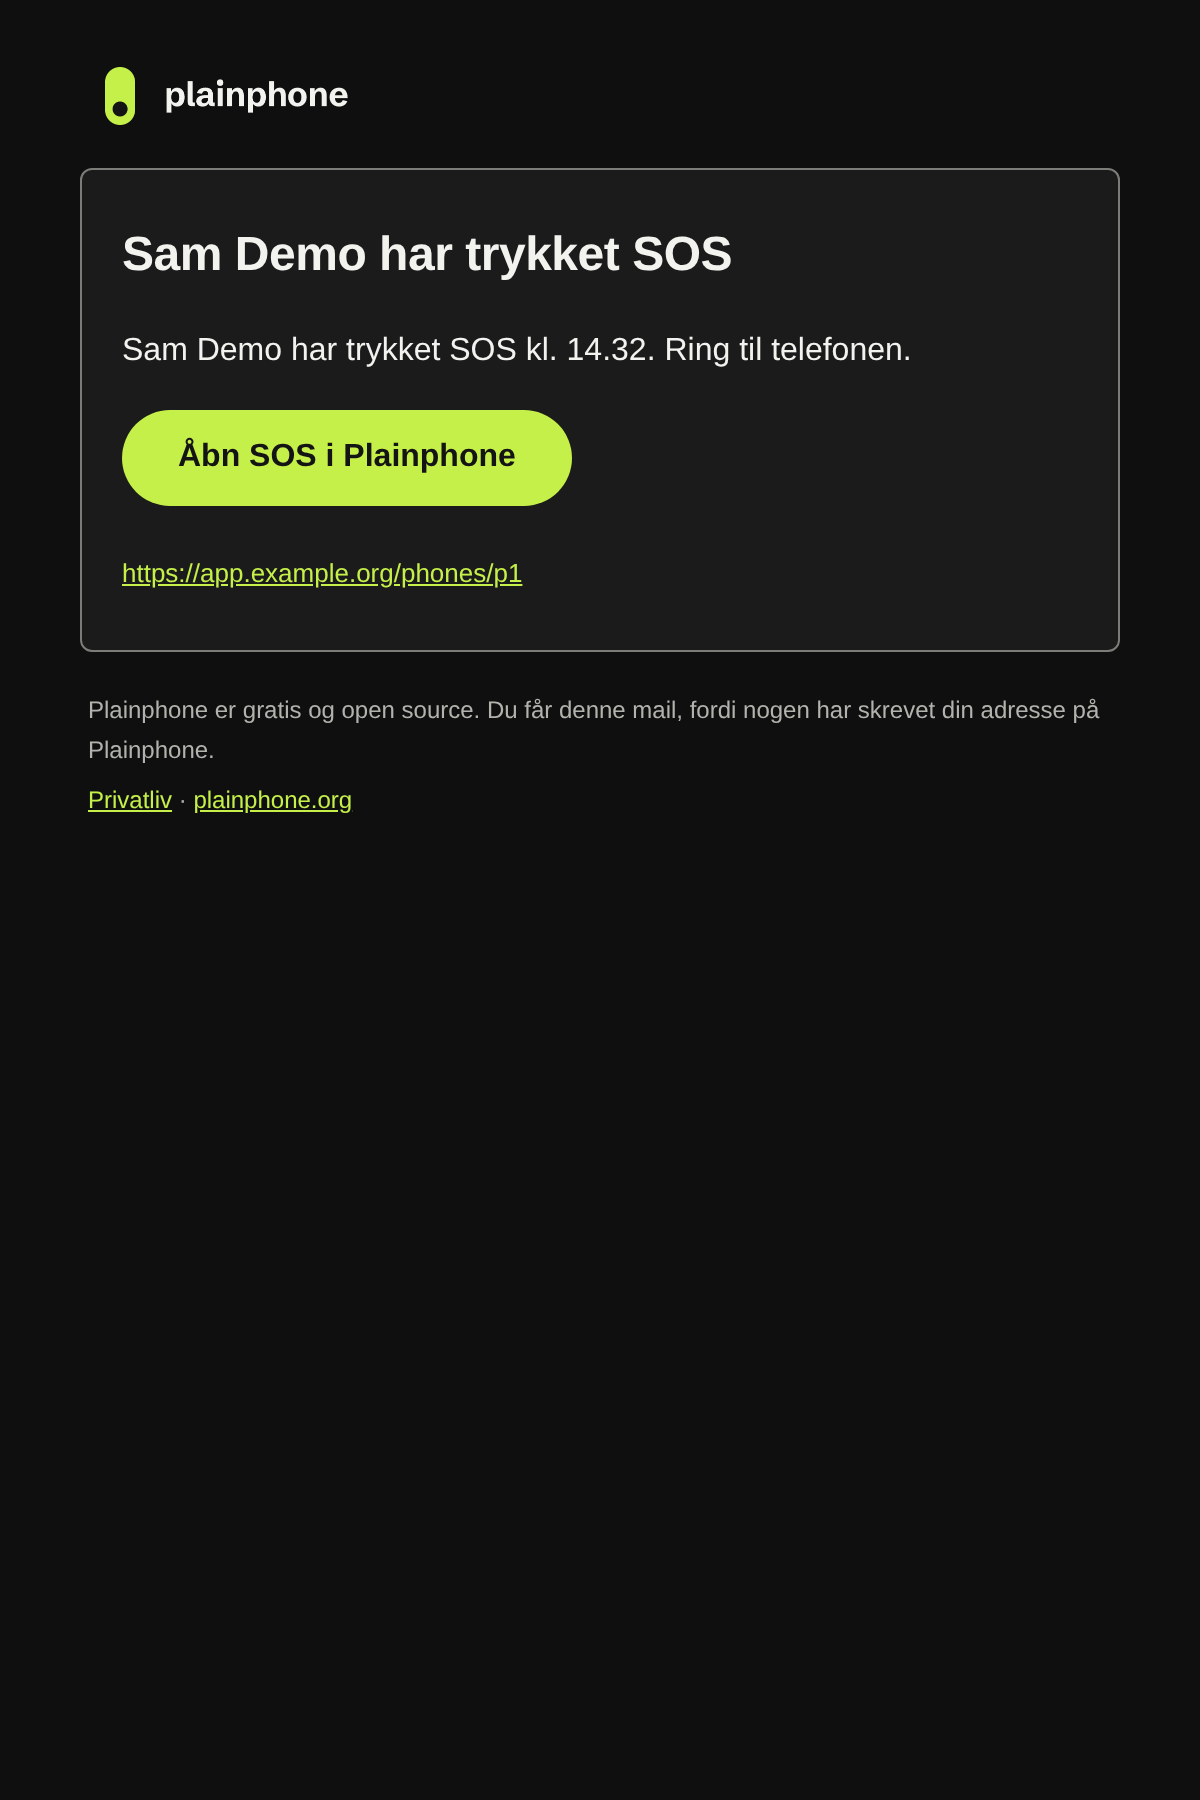 plainphone
Sam Demo har trykket SOS
Sam Demo har trykket SOS kl. 14.32. Ring til telefonen.
Åbn SOS i Plainphone
https://app.example.org/phones/p1
Plainphone er gratis og open source. Du får denne mail, fordi nogen har skrevet din adresse på
Plainphone.
Privatliv · plainphone.org